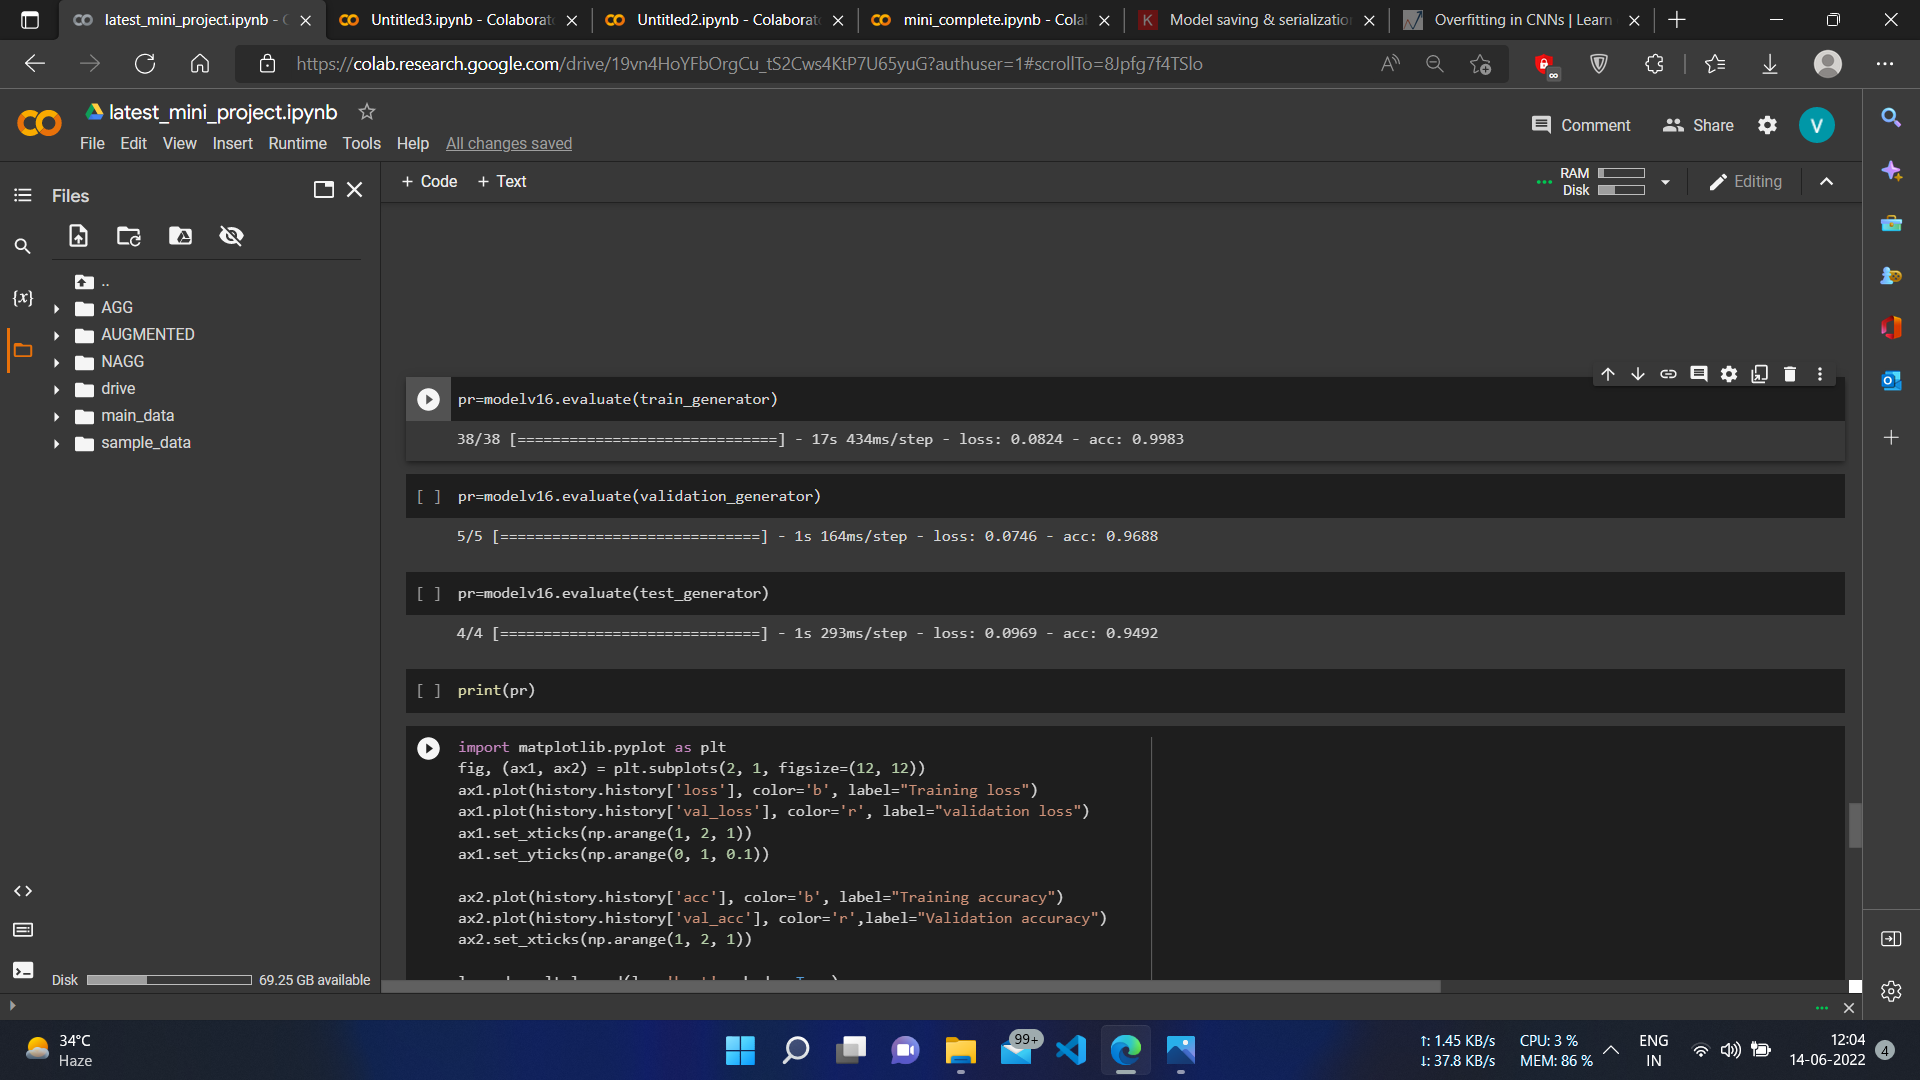 latest_mini_project.ipynb - C
Untitled3.ipynb - Colaborato
Untitled2.ipynb - Colaborato
mini_complete.ipynb - Colab
Model saving & serialization
Overfitting in CNNs | Learn
https://colab.research.google.com/drive/19vn4HoYFbOrgCu_tS2Cws4KtP7U65yuG?authuser=1#scrollTo=8Jpfg7f4TSlo
latest_mini_project.ipynb
File Edit View Insert Runtime Tools Help All changes saved
Comment Share V
Files
+ Code + Text
RAM
Disk
Editing
..
AGG
AUGMENTED
NAGG
drive
main_data
sample_data
pr=modelv16.evaluate(train_generator)
38/38 [==============================] - 17s 434ms/step - loss: 0.0824 - acc: 0.9983
[ ] pr=modelv16.evaluate(validation_generator)
5/5 [==============================] - 1s 164ms/step - loss: 0.0746 - acc: 0.9688
[ ] pr=modelv16.evaluate(test_generator)
4/4 [==============================] - 1s 293ms/step - loss: 0.0969 - acc: 0.9492
[ ] print(pr)
import matplotlib.pyplot as plt
fig, (ax1, ax2) = plt.subplots(2, 1, figsize=(12, 12))
ax1.plot(history.history['loss'], color='b', label="Training loss")
ax1.plot(history.history['val_loss'], color='r', label="validation loss")
ax1.set_xticks(np.arange(1, 2, 1))
ax1.set_yticks(np.arange(0, 1, 0.1))
ax2.plot(history.history['acc'], color='b', label="Training accuracy")
ax2.plot(history.history['val_acc'], color='r',label="Validation accuracy")
ax2.set_xticks(np.arange(1, 2, 1))
Disk 69.25 GB available
34°C
Haze
99+
↑: 1.45 KB/s
↓: 37.8 KB/s
CPU: 3 %
MEM: 86 %
ENG
IN
12:04
14-06-2022
4